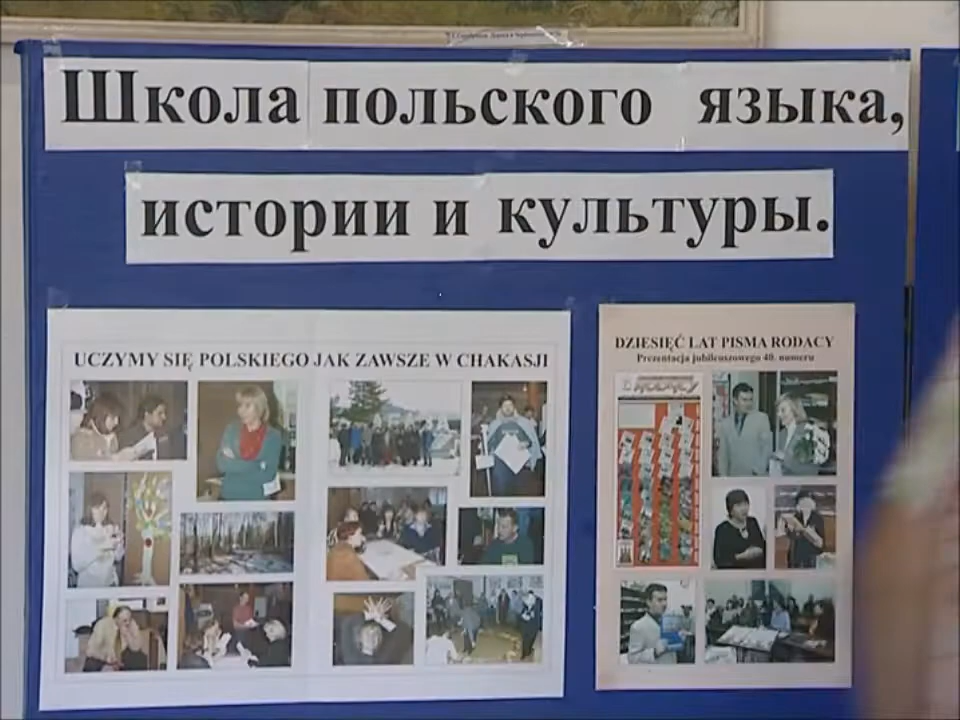 Школа польского языка,
истории и культуры.
UCZYMY SIĘ POLSKIEGO JAK ZAWSZE W CHAKASJI
DZIESIĘĆ LAT PISMA RODACY
Prezentacja jubileuszowego 40. numeru
RODACY